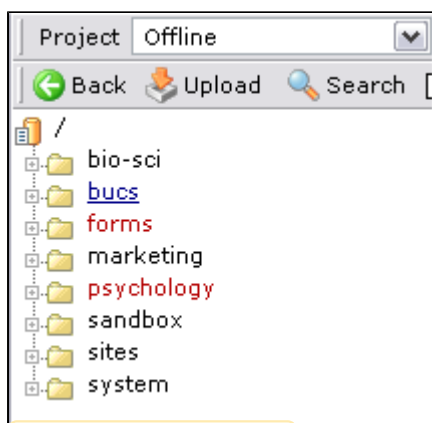 Project Offline
Back Upload Search
/
bio-sci
bucs
forms
marketing
psychology
sandbox
sites
system